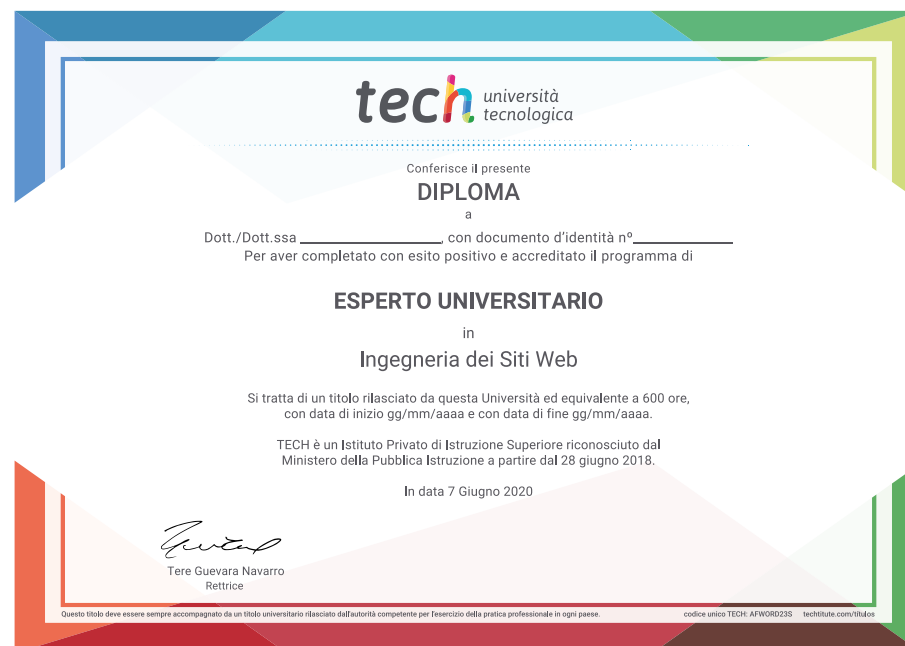 tech università
tecnologica
Conferisce il presente
DIPLOMA
a
Dott./Dott.ssa ____________________, con documento d'identità nº______________
Per aver completato con esito positivo e accreditato il programma di
ESPERTO UNIVERSITARIO
in
Ingegneria dei Siti Web
Si tratta di un titolo rilasciato da questa Università ed equivalente a 600 ore,
con data di inizio gg/mm/aaaa e con data di fine gg/mm/aaaa.
TECH è un Istituto Privato di Istruzione Superiore riconosciuto dal
Ministero della Pubblica Istruzione a partire dal 28 giugno 2018.
In data 7 Giugno 2020
Tere Guevara Navarro
Rettrice
Questo titolo deve essere sempre accompagnato da un titolo universitario rilasciato dall'autorità competente per l'esercizio della pratica professionale in ogni paese. codice unico TECH: AFWORD23S techtitute.com/títulos